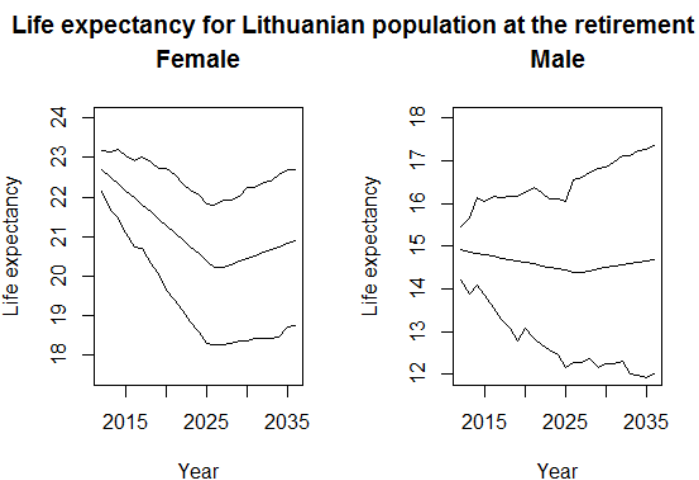 Life expectancy for Lithuanian population at the retirement
Female
Male
Life expectancy
24
23
22
21
20
19
18
2015
2025
2035
Year
Life expectancy
18
17
16
15
14
13
12
2015
2025
2035
Year